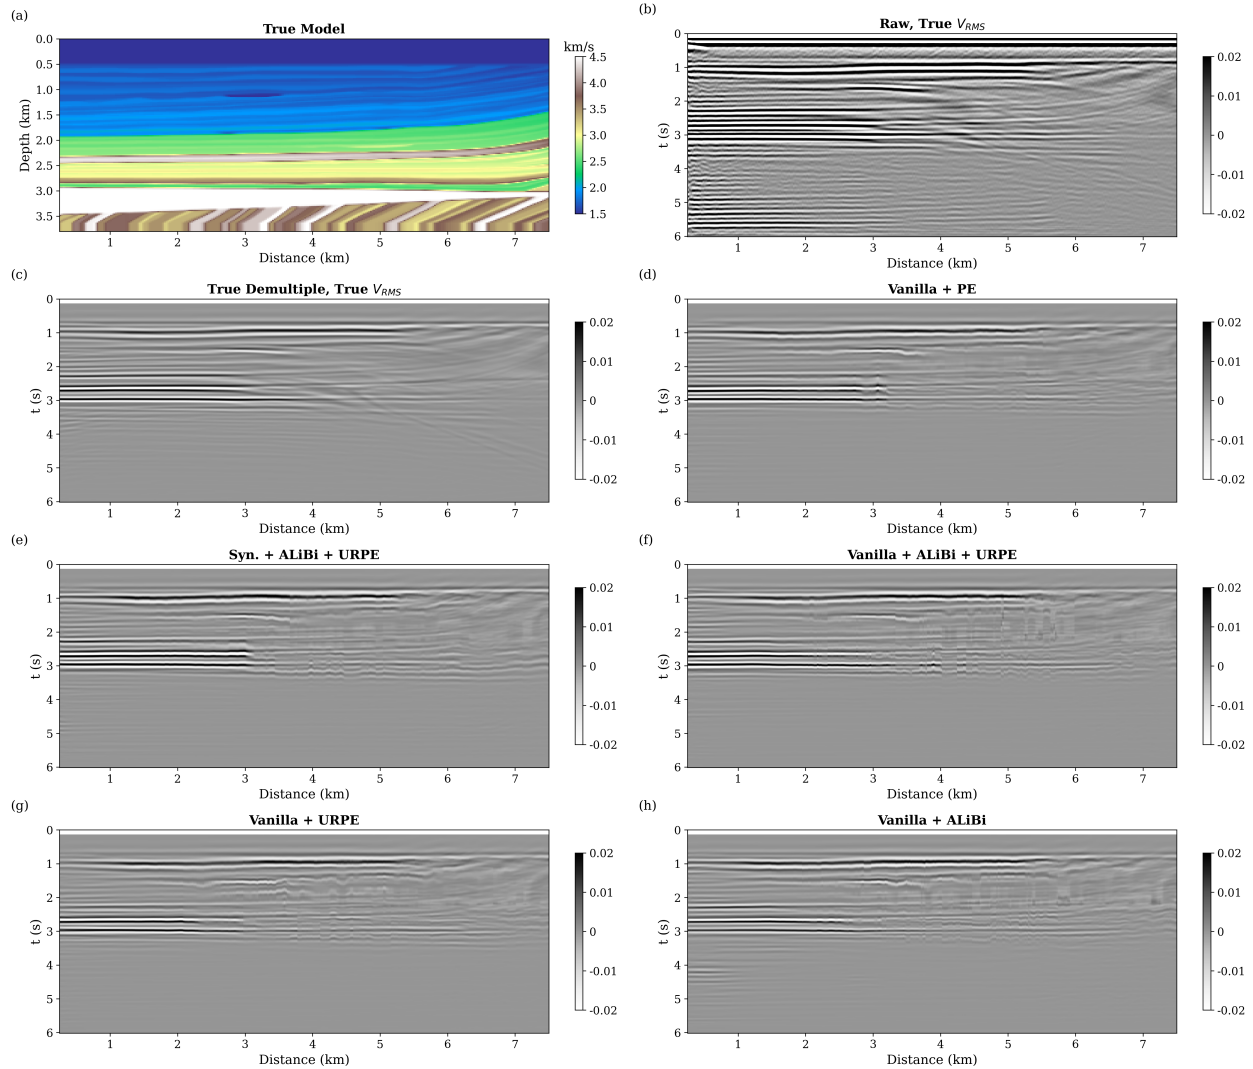 (a)
True Model
km/s
Depth (km)
0.0
0.5
1.0
1.5
2.0
2.5
3.0
3.5
4.5
4.0
3.5
3.0
2.5
2.0
1.5
1 2 3 4 5 6 7
Distance (km)
(b)
Raw, True V_RMS
t (s)
0
1
2
3
4
5
6
0.02
0.01
0
-0.01
-0.02
1 2 3 4 5 6 7
Distance (km)
(c)
True Demultiple, True V_RMS
t (s)
0
1
2
3
4
5
6
0.02
0.01
0
-0.01
-0.02
1 2 3 4 5 6 7
Distance (km)
(d)
Vanilla + PE
t (s)
0
1
2
3
4
5
6
0.02
0.01
0
-0.01
-0.02
1 2 3 4 5 6 7
Distance (km)
(e)
Syn. + ALiBi + URPE
t (s)
0
1
2
3
4
5
6
0.02
0.01
0
-0.01
-0.02
1 2 3 4 5 6 7
Distance (km)
(f)
Vanilla + ALiBi + URPE
t (s)
0
1
2
3
4
5
6
0.02
0.01
0
-0.01
-0.02
1 2 3 4 5 6 7
Distance (km)
(g)
Vanilla + URPE
t (s)
0
1
2
3
4
5
6
0.02
0.01
0
-0.01
-0.02
1 2 3 4 5 6 7
Distance (km)
(h)
Vanilla + ALiBi
t (s)
0
1
2
3
4
5
6
0.02
0.01
0
-0.01
-0.02
1 2 3 4 5 6 7
Distance (km)